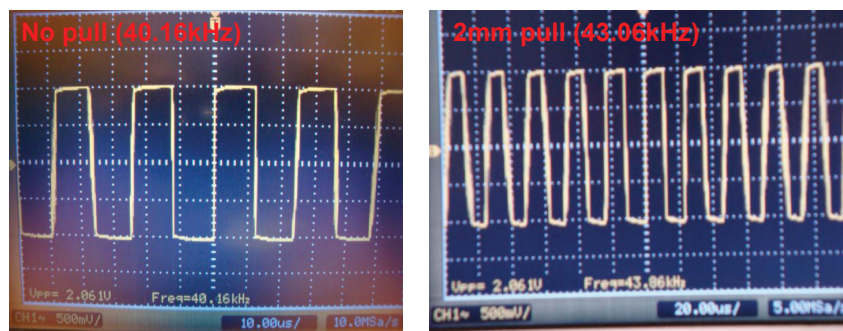 No pull (40.16kHz)
Vpp= 2.061V Freq=40.16kHz
CH1~ 500mV/ 10.00us/ 10.0MSa/s
2mm pull (43.06kHz)
Vpp= 2.061V Freq=43.86kHz
CH1~ 500mV/ 20.00us/ 5.00MSa/s